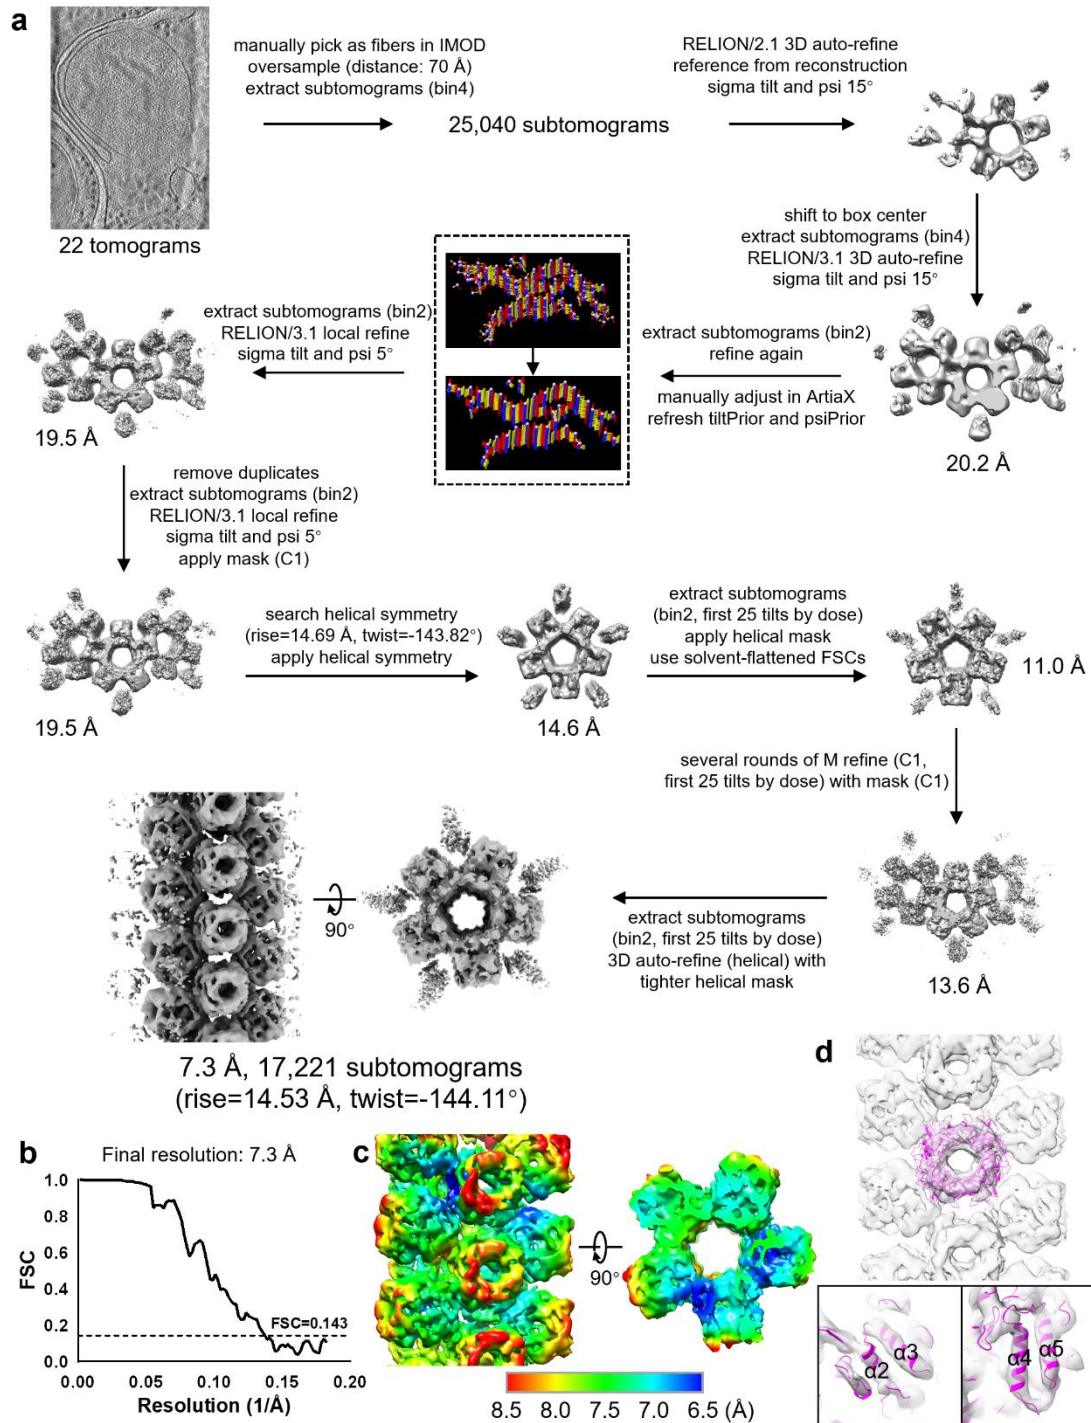 a
manually pick as fibers in IMOD
oversample (distance: 70 Å)
extract subtomograms (bin4)
25,040 subtomograms
RELION/2.1 3D auto-refine
reference from reconstruction
sigma tilt and psi 15°
22 tomograms
shift to box center
extract subtomograms (bin4)
RELION/3.1 3D auto-refine
sigma tilt and psi 15°
20.2 Å
extract subtomograms (bin2)
refine again
manually adjust in ArtiaX
refresh tiltPrior and psiPrior
extract subtomograms (bin2)
RELION/3.1 local refine
sigma tilt and psi 5°
19.5 Å
remove duplicates
extract subtomograms (bin2)
RELION/3.1 local refine
sigma tilt and psi 5°
apply mask (C1)
19.5 Å
search helical symmetry
(rise=14.69 Å, twist=-143.82°)
apply helical symmetry
14.6 Å
extract subtomograms
(bin2, first 25 tilts by dose)
apply helical mask
use solvent-flattened FSCs
11.0 Å
several rounds of M refine (C1,
first 25 tilts by dose) with mask (C1)
13.6 Å
extract subtomograms
(bin2, first 25 tilts by dose)
3D auto-refine (helical) with
tighter helical mask
90°
7.3 Å, 17,221 subtomograms
(rise=14.53 Å, twist=-144.11°)
b
Final resolution: 7.3 Å
FSC
1.0
0.8
0.6
0.4
0.2
0.0
FSC=0.143
0.00 0.05 0.10 0.15 0.20
Resolution (1/Å)
c
90°
8.5 8.0 7.5 7.0 6.5 (Å)
d
α2 α3
α4 α5